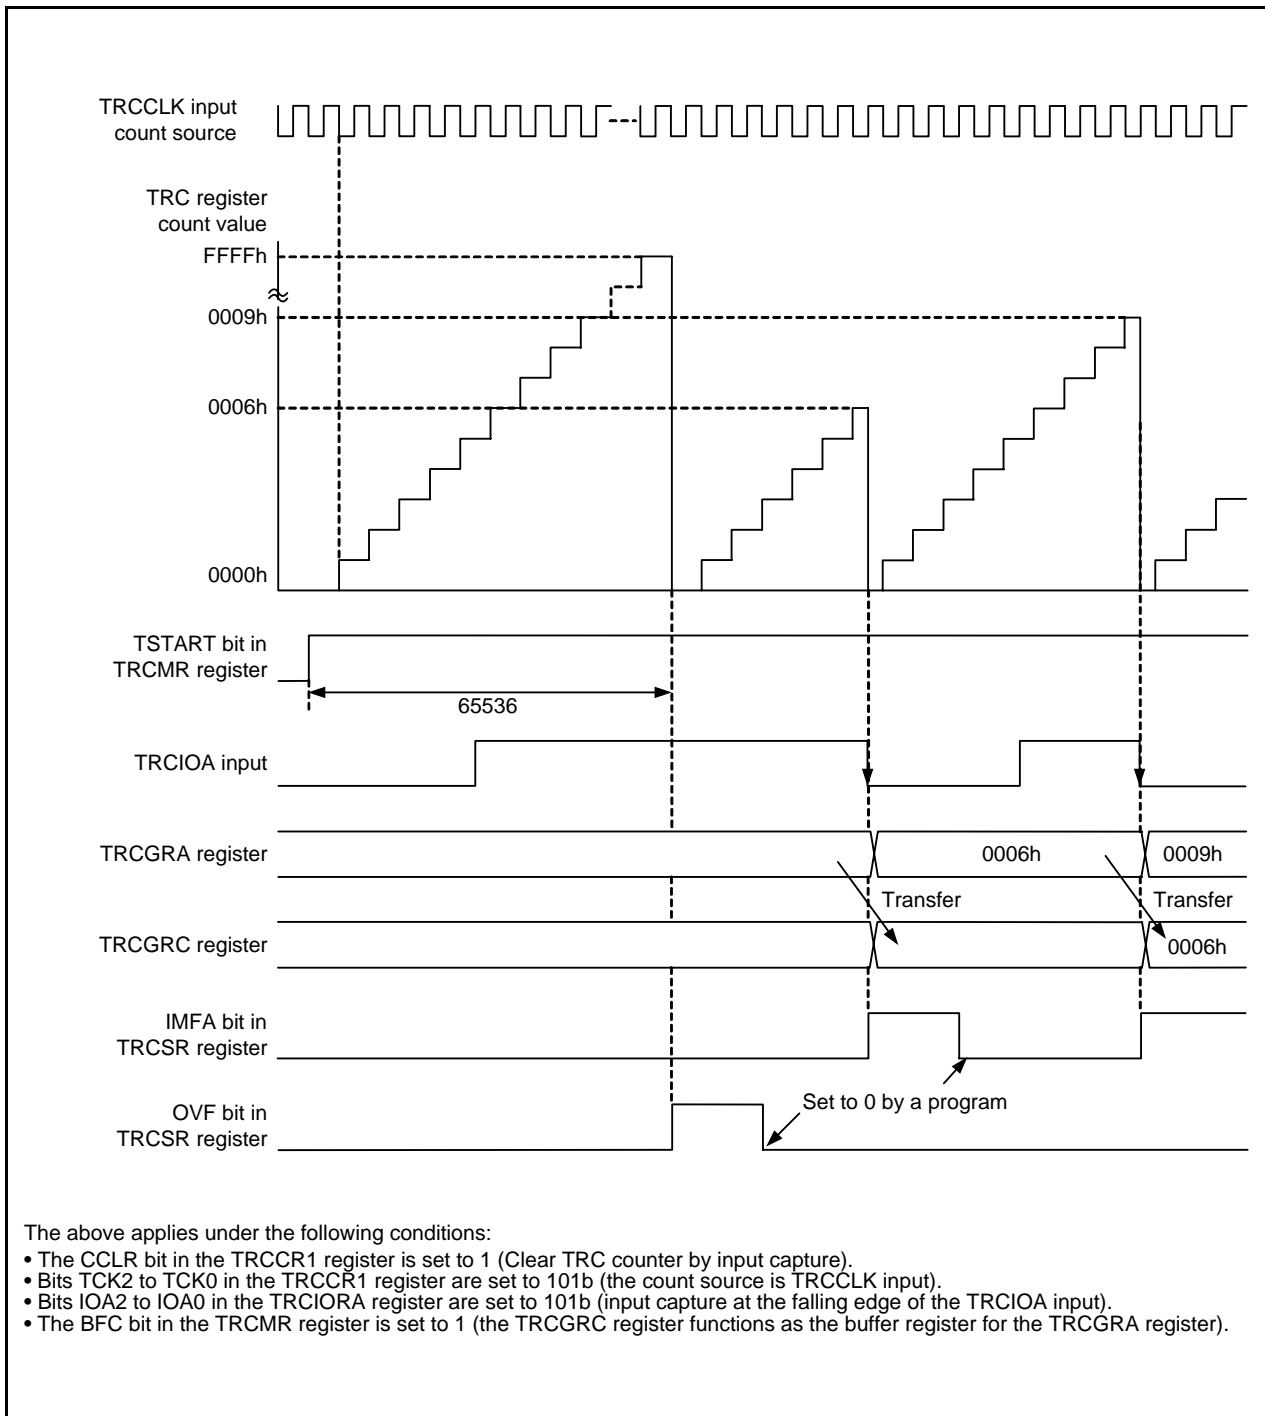 TRCCLK input
count source
TRC register
count value
FFFFh
0009h
0006h
0000h
TSTART bit in
TRCMR register
65536
TRCIOA input
TRCGRA register
0006h
0009h
Transfer
Transfer
TRCGRC register
0006h
IMFA bit in
TRCSR register
Set to 0 by a program
OVF bit in
TRCSR register
The above applies under the following conditions:
• The CCLR bit in the TRCCR1 register is set to 1 (Clear TRC counter by input capture).
• Bits TCK2 to TCK0 in the TRCCR1 register are set to 101b (the count source is TRCCLK input).
• Bits IOA2 to IOA0 in the TRCIORA register are set to 101b (input capture at the falling edge of the TRCIOA input).
• The BFC bit in the TRCMR register is set to 1 (the TRCGRC register functions as the buffer register for the TRCGRA register).